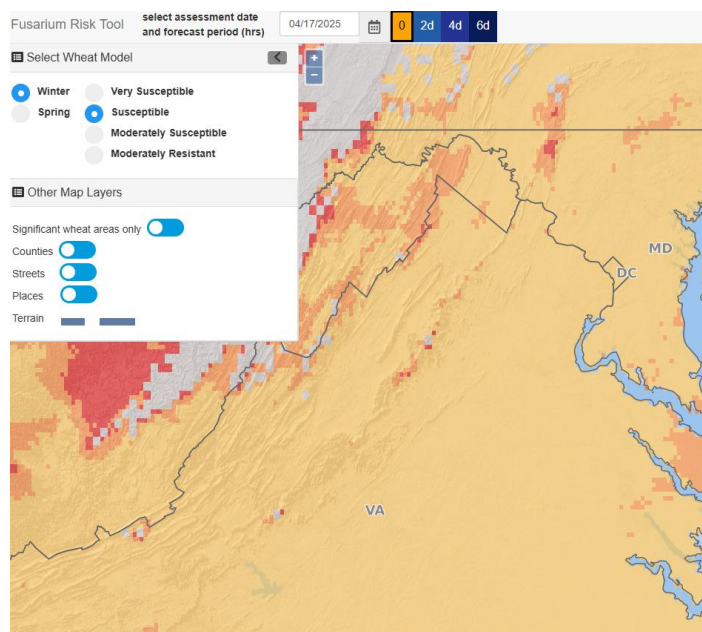 Fusarium Risk Tool
select assessment date
and forecast period (hrs)
04/17/2025
0 2d 4d 6d
Select Wheat Model
+
−
Winter
Spring
Very Susceptible
Susceptible
Moderately Susceptible
Moderately Resistant
Other Map Layers
Significant wheat areas only
Counties
Streets
Places
Terrain
MD
DC
VA